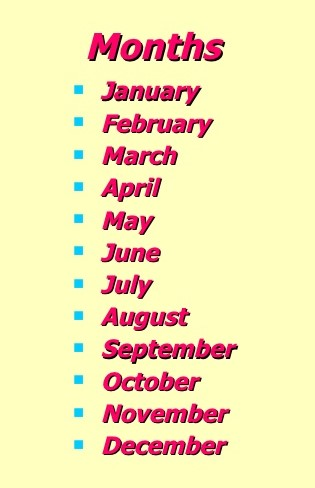 Months
January
February
March
April
May
June
July
August
September
October
November
December